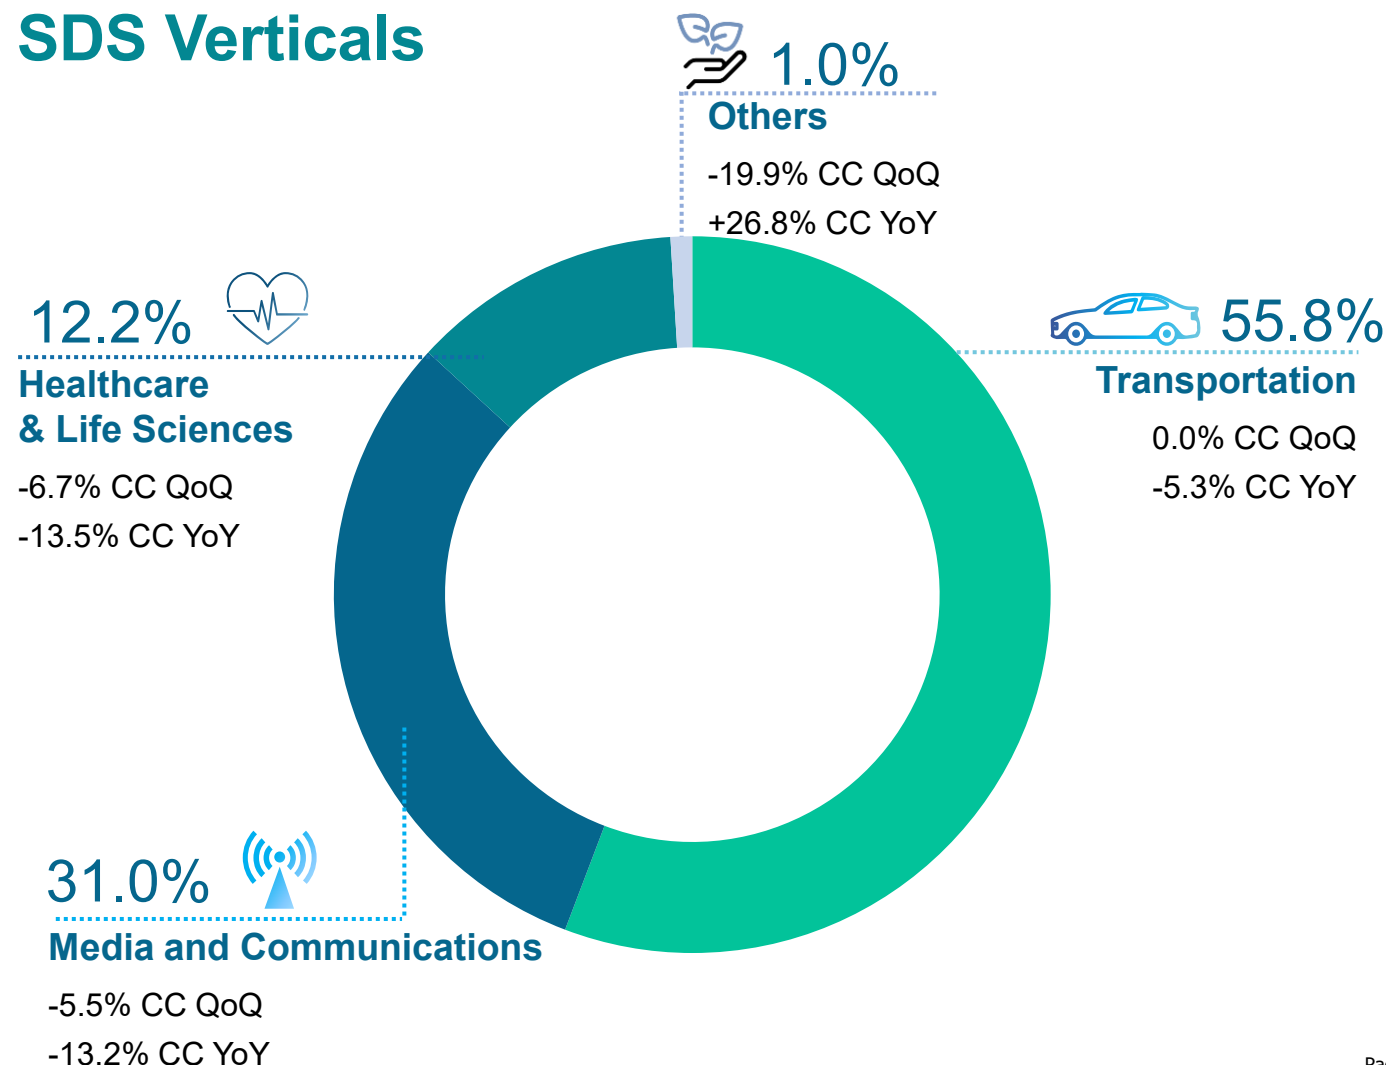 SDS Verticals
1.0%
Others
-19.9% CC QoQ
+26.8% CC YoY
12.2%
Healthcare
& Life Sciences
-6.7% CC QoQ
-13.5% CC YoY
55.8%
Transportation
0.0% CC QoQ
-5.3% CC YoY
31.0%
Media and Communications
-5.5% CC QoQ
-13.2% CC YoY